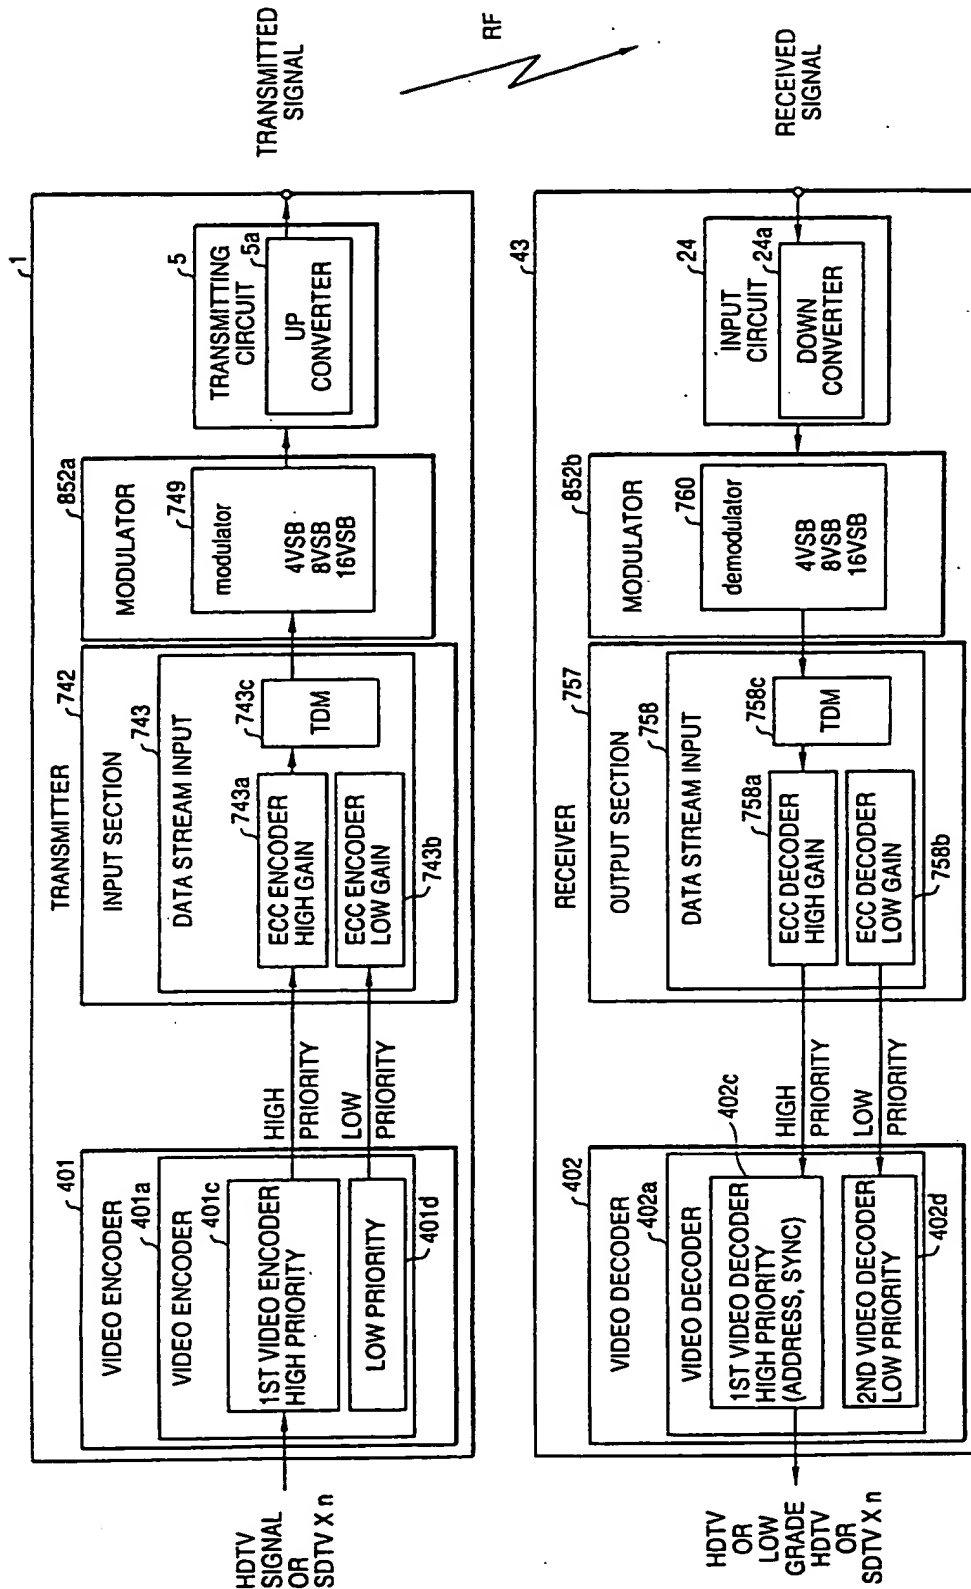 1
TRANSMITTER
HDTV
SIGNAL
OR
SDTV X n
401
VIDEO ENCODER
401a
VIDEO ENCODER
401c
1ST VIDEO ENCODER
HIGH PRIORITY
LOW PRIORITY
401d
HIGH
PRIORITY
LOW
PRIORITY
742
INPUT SECTION
743
DATA STREAM INPUT
743a
ECC ENCODER
HIGH GAIN
ECC ENCODER
LOW GAIN
743b
743c
TDM
852a
MODULATOR
749
modulator
4VSB
8VSB
16VSB
5
TRANSMITTING
CIRCUIT
5a
UP
CONVERTER
TRANSMITTED
SIGNAL
RF
43
RECEIVER
HDTV
OR
LOW
GRADE
HDTV
OR
SDTV X n
402
VIDEO DECODER
402a
VIDEO DECODER
402c
1ST VIDEO DECODER
HIGH PRIORITY
(ADDRESS, SYNC)
2ND VIDEO DECODER
LOW PRIORITY
402d
HIGH
PRIORITY
LOW
PRIORITY
757
OUTPUT SECTION
758
DATA STREAM INPUT
758a
ECC DECODER
HIGH GAIN
ECC DECODER
LOW GAIN
758b
758c
TDM
852b
MODULATOR
760
demodulator
4VSB
8VSB
16VSB
24
INPUT
CIRCUIT
24a
DOWN
CONVERTER
RECEIVED
SIGNAL